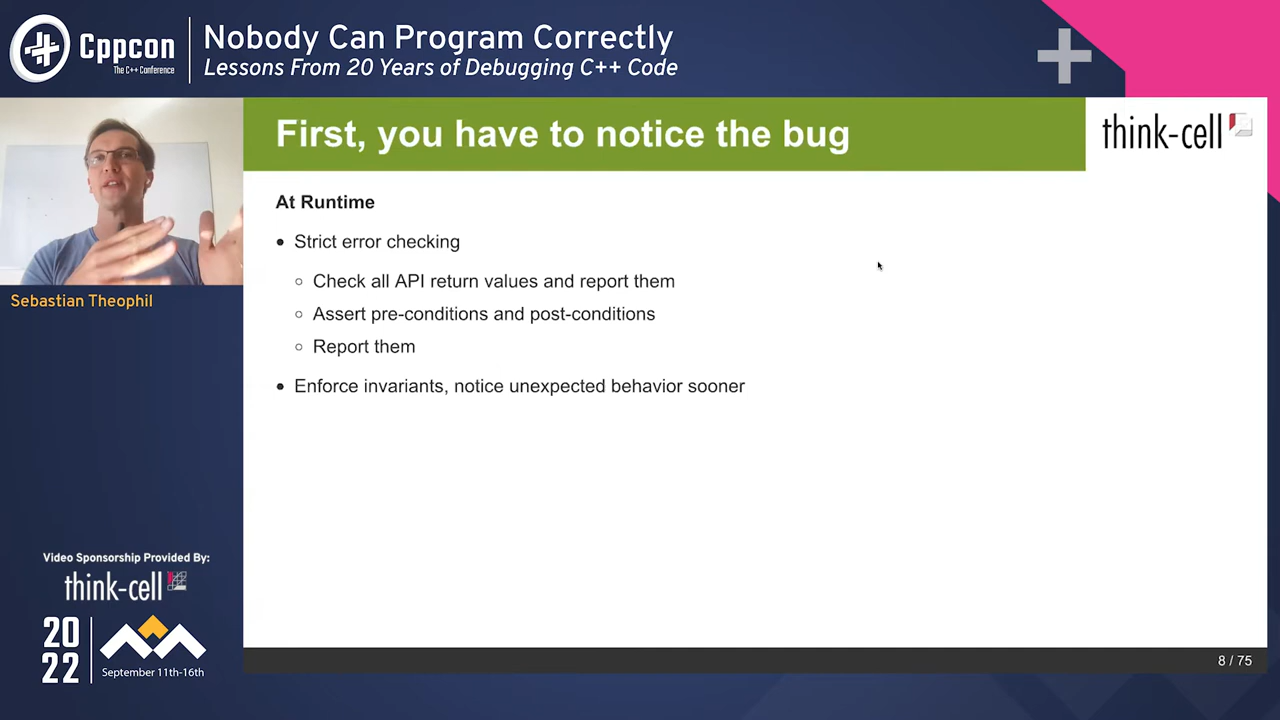 Cppcon
The C++ Conference
Nobody Can Program Correctly
Lessons From 20 Years of Debugging C++ Code
First, you have to notice the bug
think-cell
At Runtime
• Strict error checking
◦ Check all API return values and report them
◦ Assert pre-conditions and post-conditions
◦ Report them
• Enforce invariants, notice unexpected behavior sooner
Sebastian Theophil
Video Sponsorship Provided By:
think-cell
20
22
September 11th-16th
8 / 75